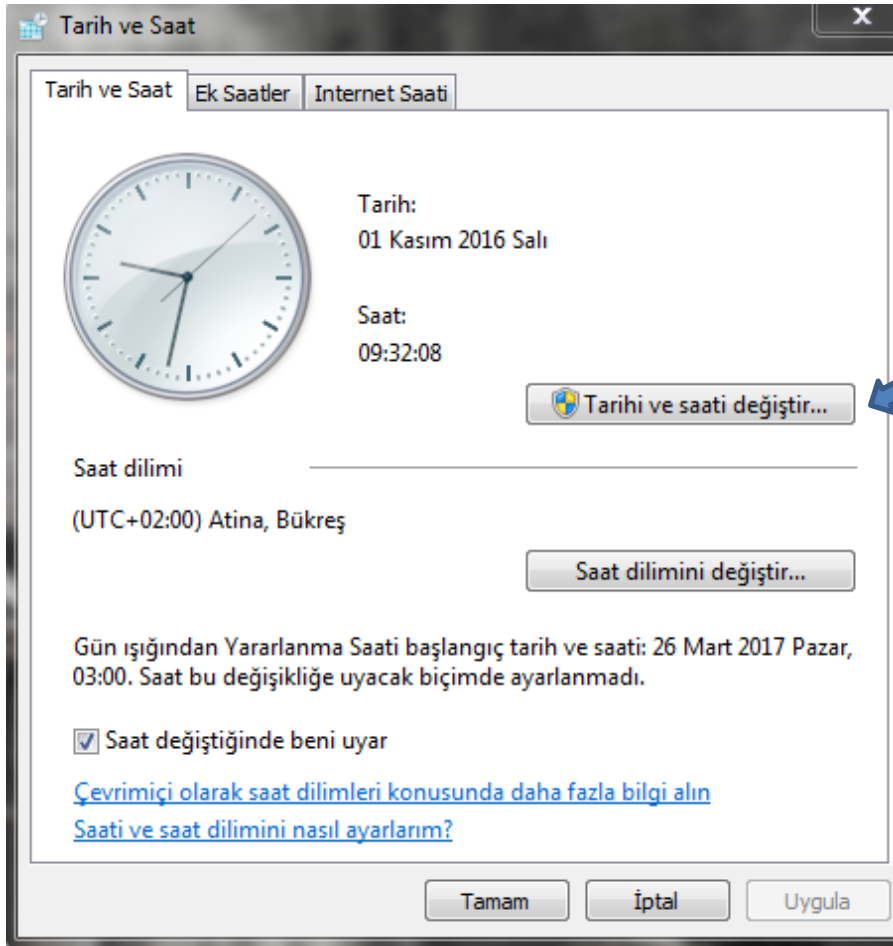 Tarih ve Saat
Tarih ve Saat Ek Saatler Internet Saati
Tarih:
01 Kasım 2016 Salı
Saat:
09:32:08
Tarihi ve saati değiştir...
Saat dilimi
(UTC+02:00) Atina, Bükreş
Saat dilimini değiştir...
Gün ışığından Yararlanma Saati başlangıç tarih ve saati: 26 Mart 2017 Pazar,
03:00. Saat bu değişikliğe uyacak biçimde ayarlanmadı.
Saat değiştiğinde beni uyar
Çevrimiçi olarak saat dilimleri konusunda daha fazla bilgi alın
Saati ve saat dilimini nasıl ayarlarım?
Tamam İptal Uygula